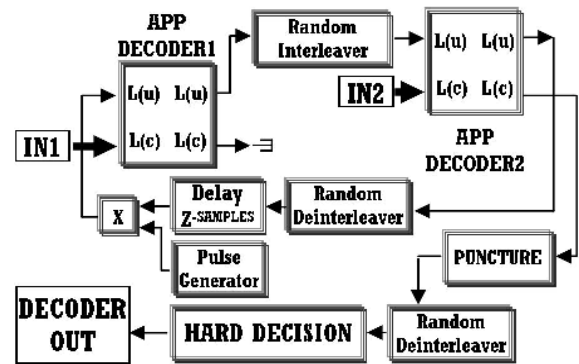 APP
DECODER1
Random
Interleaver
L(u) L(u)
L(c) L(c)
IN1
L(u) L(u)
L(c) L(c)
IN2
APP
DECODER2
X
Delay
Z-SAMPLES
Random
Deinterleaver
Pulse
Generator
PUNCTURE
DECODER
OUT
HARD DECISION
Random
Deinterleaver